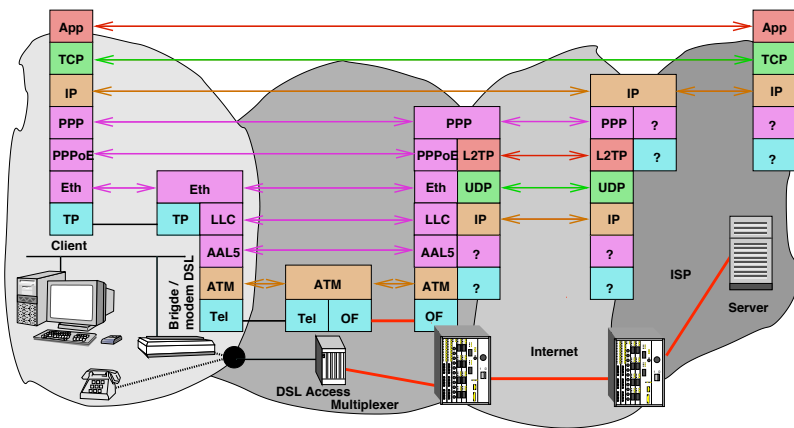 App App
TCP TCP
IP IP IP
PPP PPP PPP ? ?
PPPoE PPPoE L2TP L2TP ? ?
Eth Eth Eth UDP UDP
TP TP LLC LLC IP IP
Client
AAL5 AAL5 ? ?
ATM ATM ATM ? ?
Tel Tel OF OF
Brigde /
modem DSL
ISP
Server
Internet
DSL Access
Multiplexer